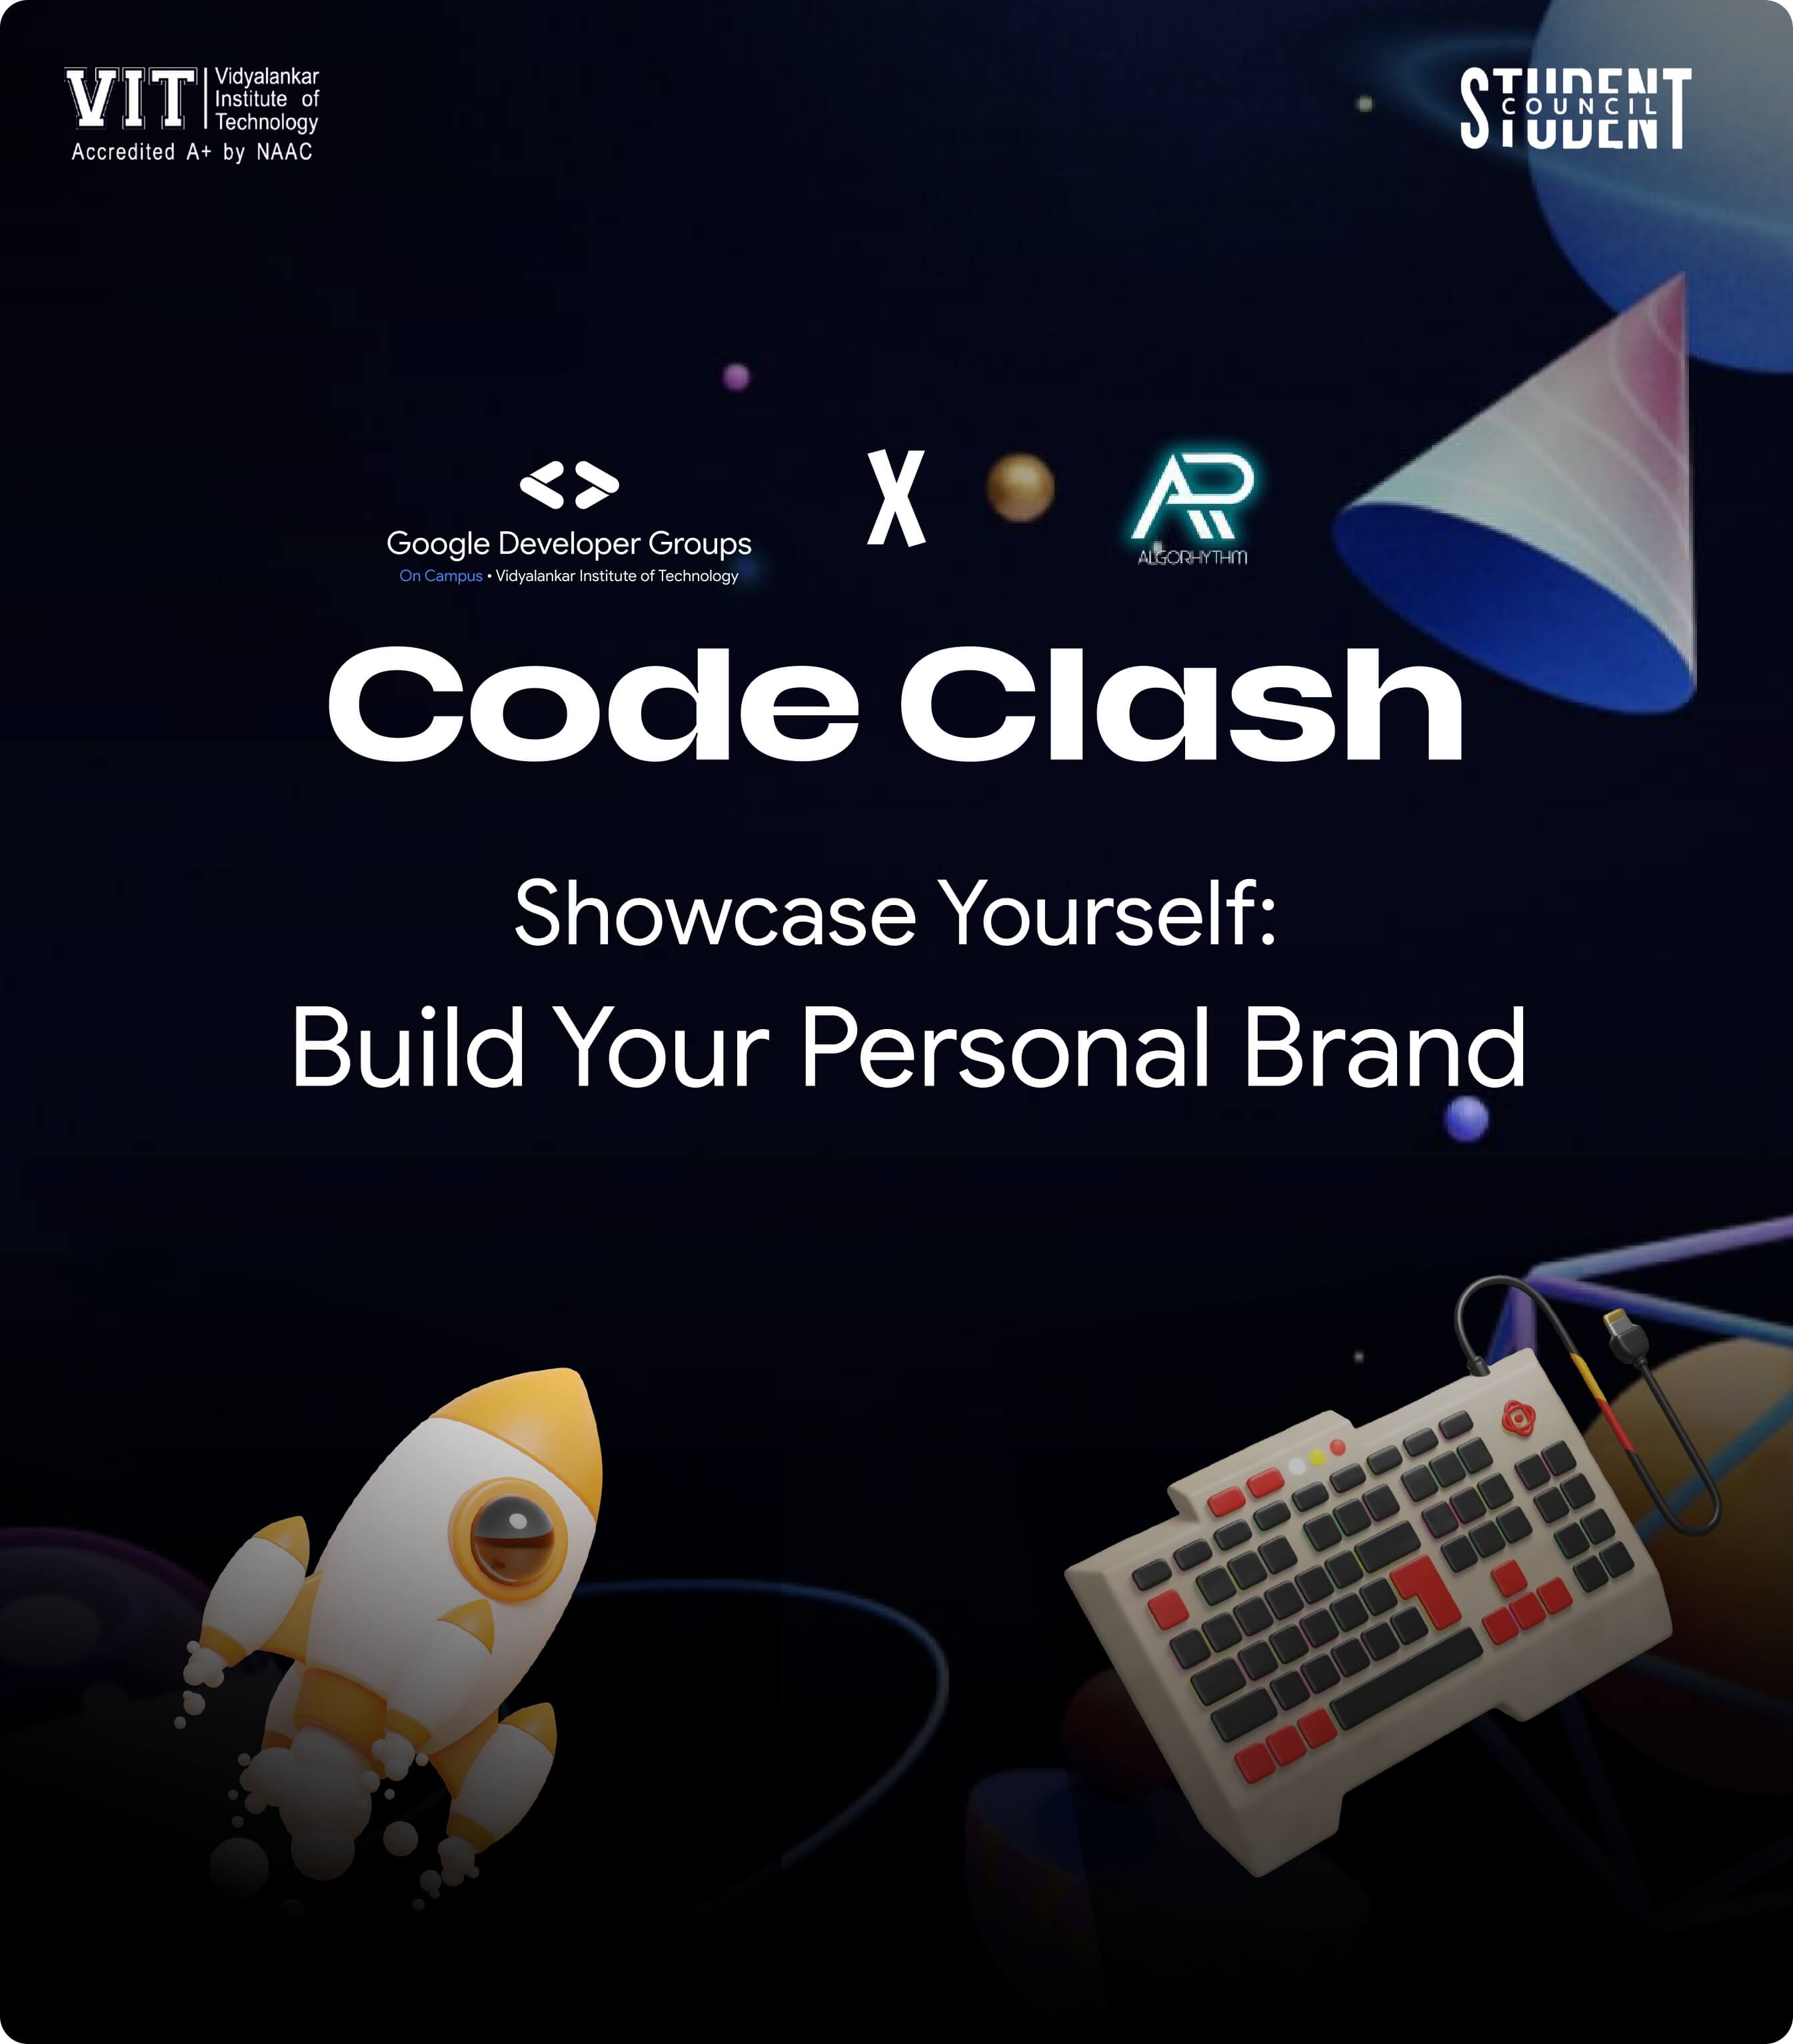 VIT
Vidyalankar
Institute of
Technology
Accredited A+ by NAAC
STUDENT
COUNCIL
Google Developer Groups
On Campus • Vidyalankar Institute of Technology
X
AR
ALGORHYTHM
Code Clash
Showcase Yourself:
Build Your Personal Brand